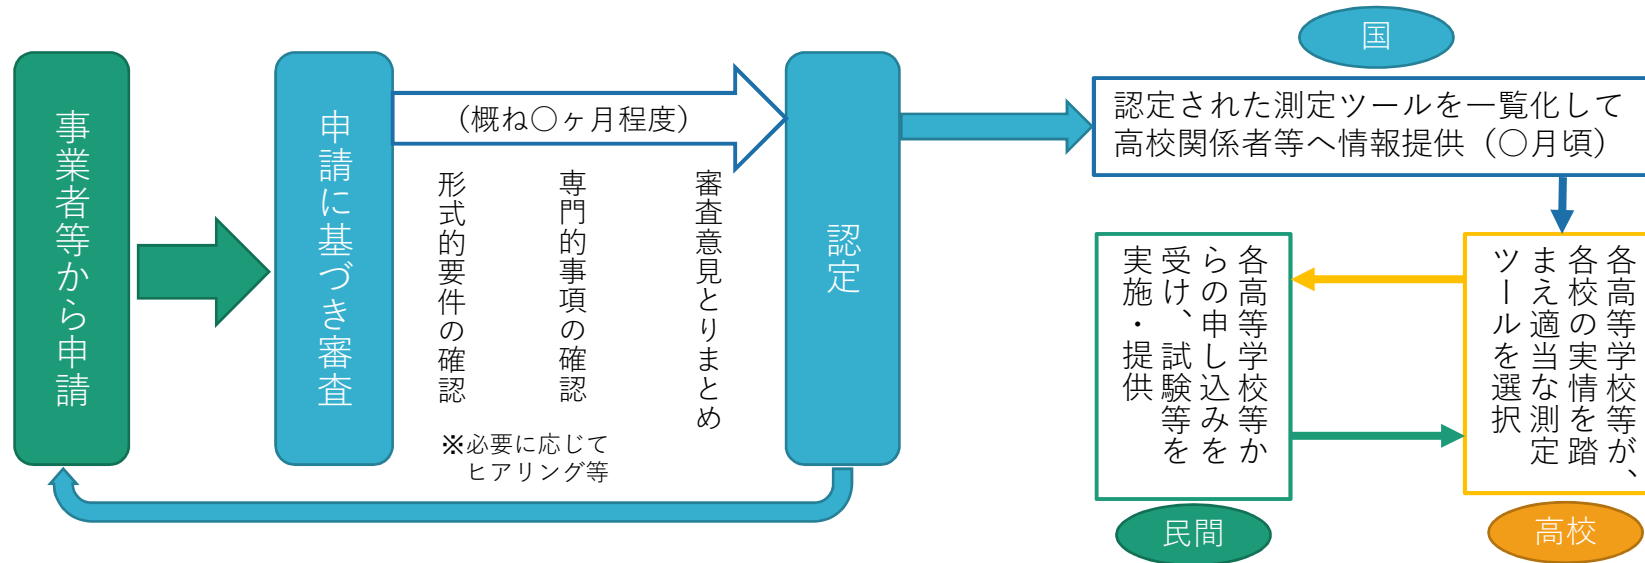 事業者等から申請
申請に基づき審査
(概ね○ヶ月程度)
形式的要件の確認
専門的事項の確認
審査意見とりまとめ
※必要に応じて
ヒアリング等
認定
国
認定された測定ツールを一覧化して
高校関係者等へ情報提供（○月頃）
各高等学校等か
らの申し込みを
受け、試験等を
実施・提供
民間
各高等学校等が、
各校の実情を踏
まえ適当な測定
ツールを選択
高校